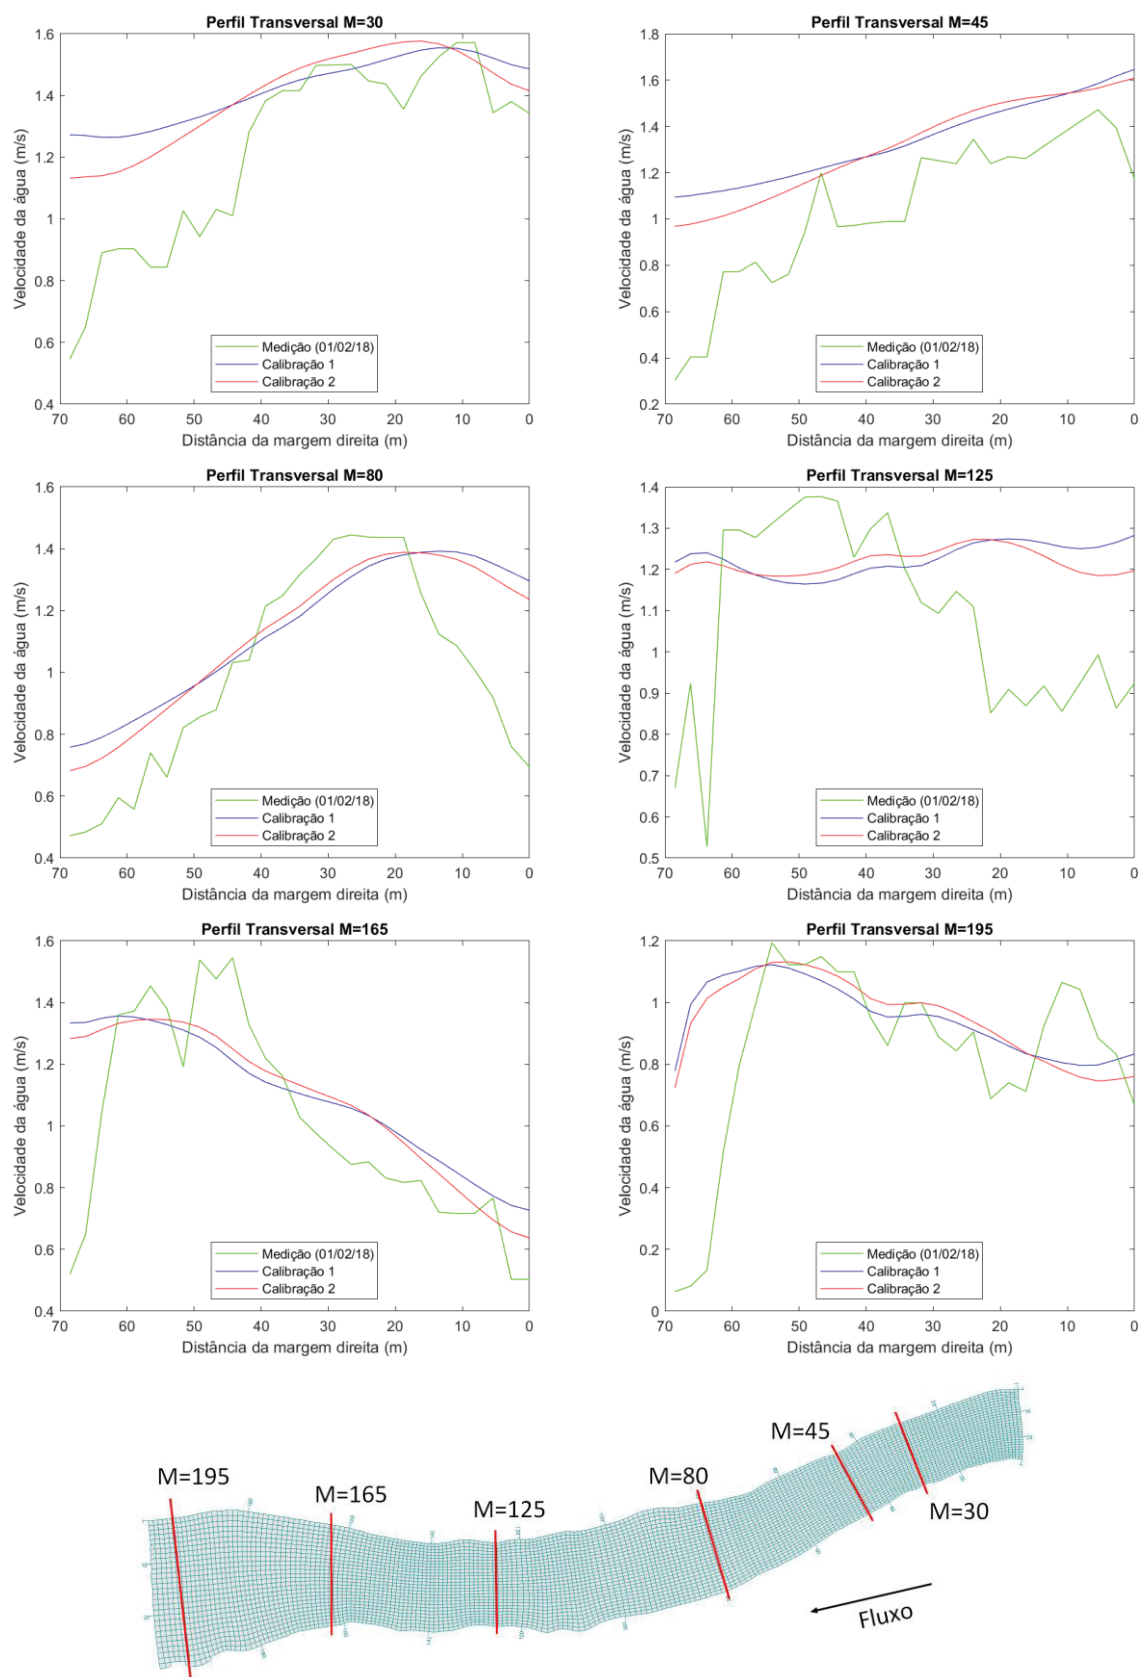 Perfil Transversal M=30
1.6
1.4
1.2
1
0.8
0.6
0.4
70 60 50 40 30 20 10 0
Velocidade da água (m/s)
Distância da margem direita (m)
Medição (01/02/18)
Calibração 1
Calibração 2
Perfil Transversal M=45
1.8
1.6
1.4
1.2
1
0.8
0.6
0.4
0.2
70 60 50 40 30 20 10 0
Velocidade da água (m/s)
Distância da margem direita (m)
Medição (01/02/18)
Calibração 1
Calibração 2
Perfil Transversal M=80
1.6
1.4
1.2
1
0.8
0.6
0.4
70 60 50 40 30 20 10 0
Velocidade da água (m/s)
Distância da margem direita (m)
Medição (01/02/18)
Calibração 1
Calibração 2
Perfil Transversal M=125
1.4
1.3
1.2
1.1
1
0.9
0.8
0.7
0.6
0.5
70 60 50 40 30 20 10 0
Velocidade da água (m/s)
Distância da margem direita (m)
Medição (01/02/18)
Calibração 1
Calibração 2
Perfil Transversal M=165
1.6
1.4
1.2
1
0.8
0.6
0.4
70 60 50 40 30 20 10 0
Velocidade da água (m/s)
Distância da margem direita (m)
Medição (01/02/18)
Calibração 1
Calibração 2
Perfil Transversal M=195
1.2
1
0.8
0.6
0.4
0.2
0
70 60 50 40 30 20 10 0
Velocidade da água (m/s)
Distância da margem direita (m)
Medição (01/02/18)
Calibração 1
Calibração 2
M=195
M=165
M=125
M=80
M=45
M=30
Fluxo